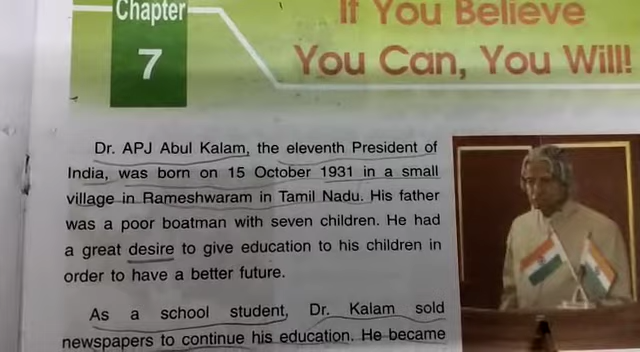 Chapter
7
If You Believe
You Can, You Will!
Dr. APJ Abul Kalam, the eleventh President of
India, was born on 15 October 1931 in a small
village in Rameshwaram in Tamil Nadu. His father
was a poor boatman with seven children. He had
a great desire to give education to his children in
order to have a better future.
As a school student, Dr. Kalam sold
newspapers to continue his education. He became